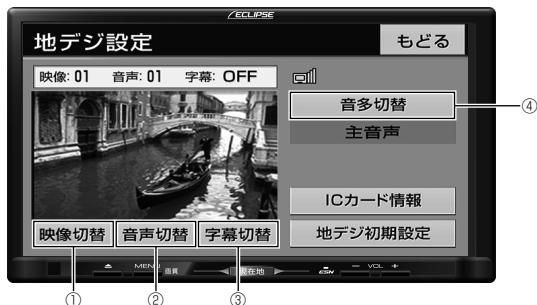 ECLIPSE
地デジ設定
もどる
映像: 01 音声: 01 字幕: OFF
音多切替
④
主音声
ICカード情報
映像切替 音声切替 字幕切替
地デジ初期設定
MENU 画質 現在地 ESN − VOL +
① ② ③